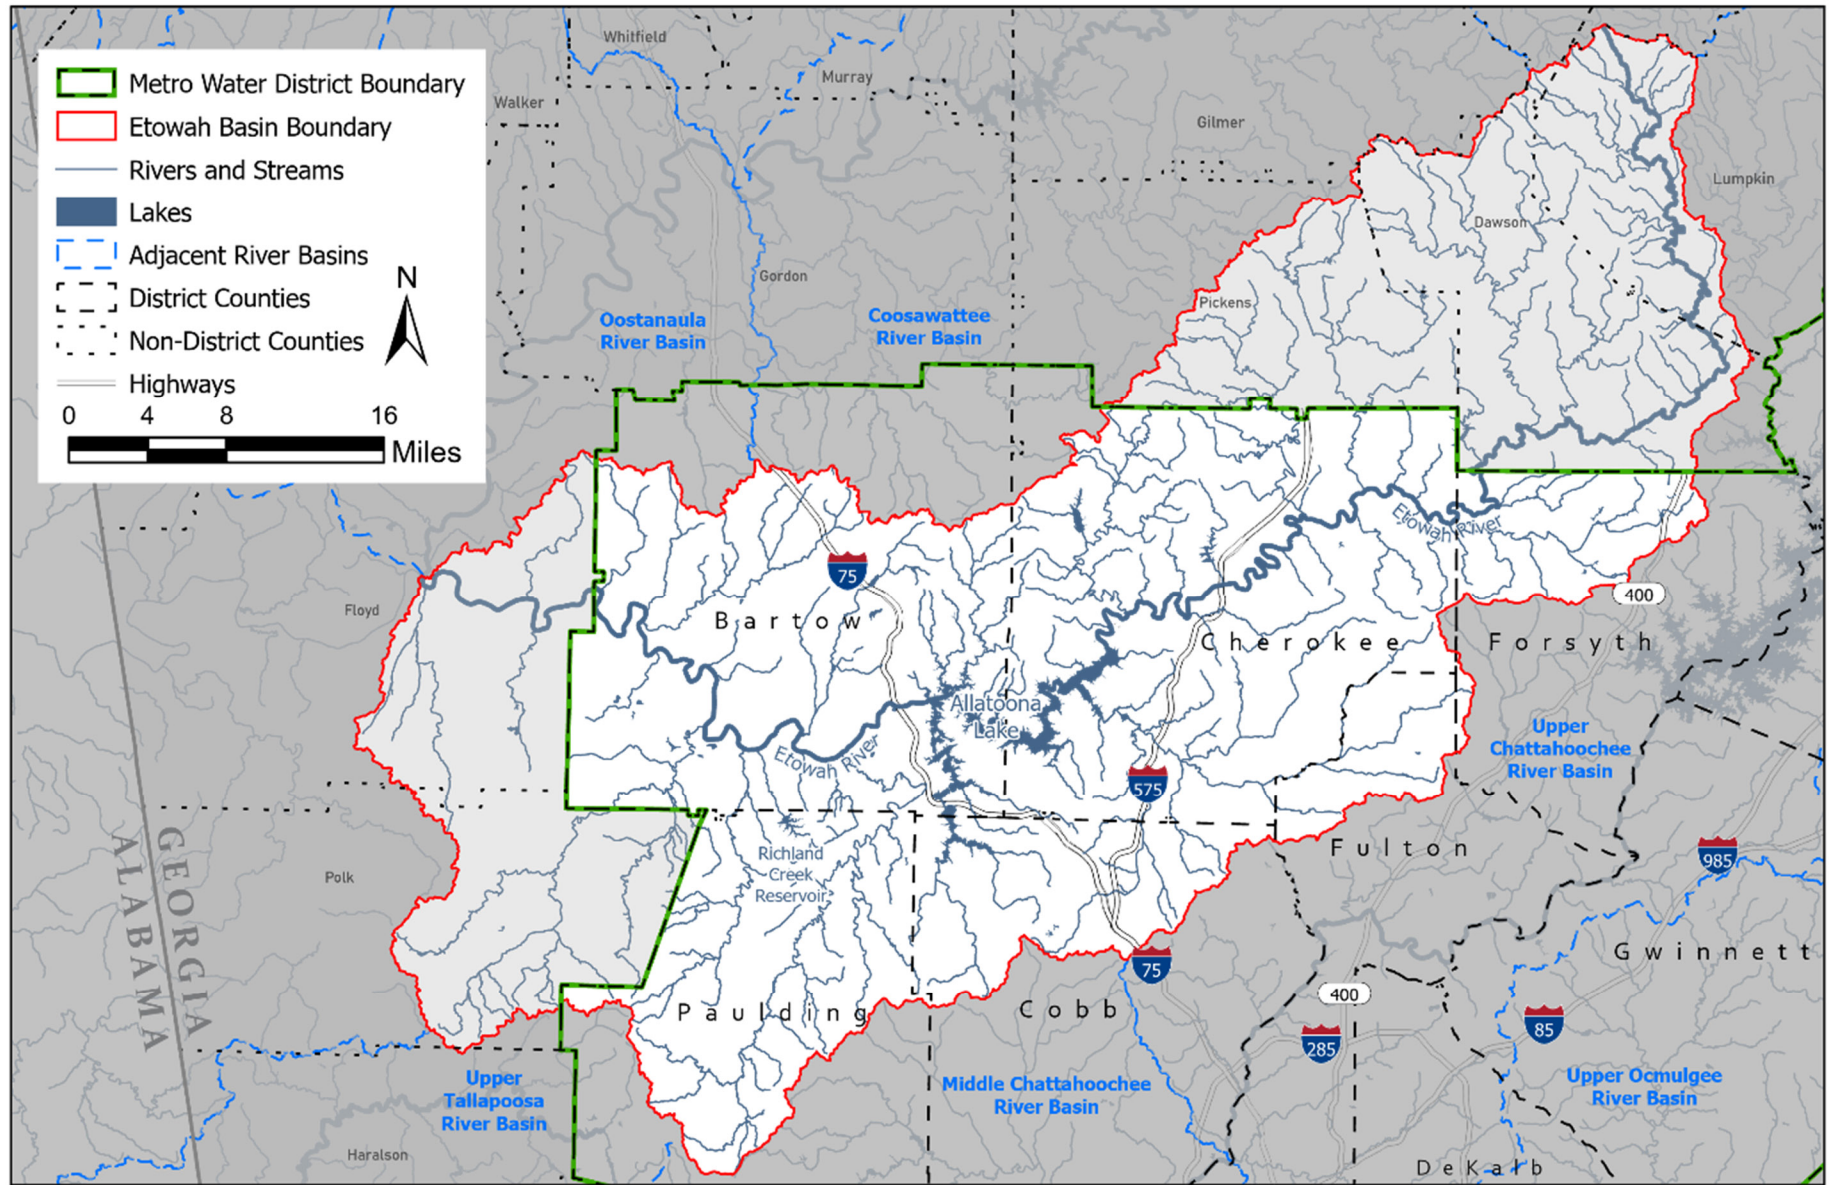 Metro Water District Boundary
Etowah Basin Boundary
Rivers and Streams
Lakes
Adjacent River Basins
District Counties
Non-District Counties
Highways
N
0 4 8 16
Miles
Whitfield
Murray
Walker
Gilmer
Lumpkin
Dawson
Gordon
Pickens
Oostanaula
River Basin
Coosawattee
River Basin
Etowah River
75
400
Floyd
Bartow
Cherokee
Forsyth
Allatoona
Lake
Etowah River
Upper
Chattahoochee
River Basin
575
GEORGIA
ALABAMA
Polk
Richland
Creek
Reservoir
Fulton
985
Gwinnett
75
400
Paulding
Cobb
285
85
Upper
Tallapoosa
River Basin
Middle Chattahoochee
River Basin
Upper Ocmulgee
River Basin
Haralson
DeKalb